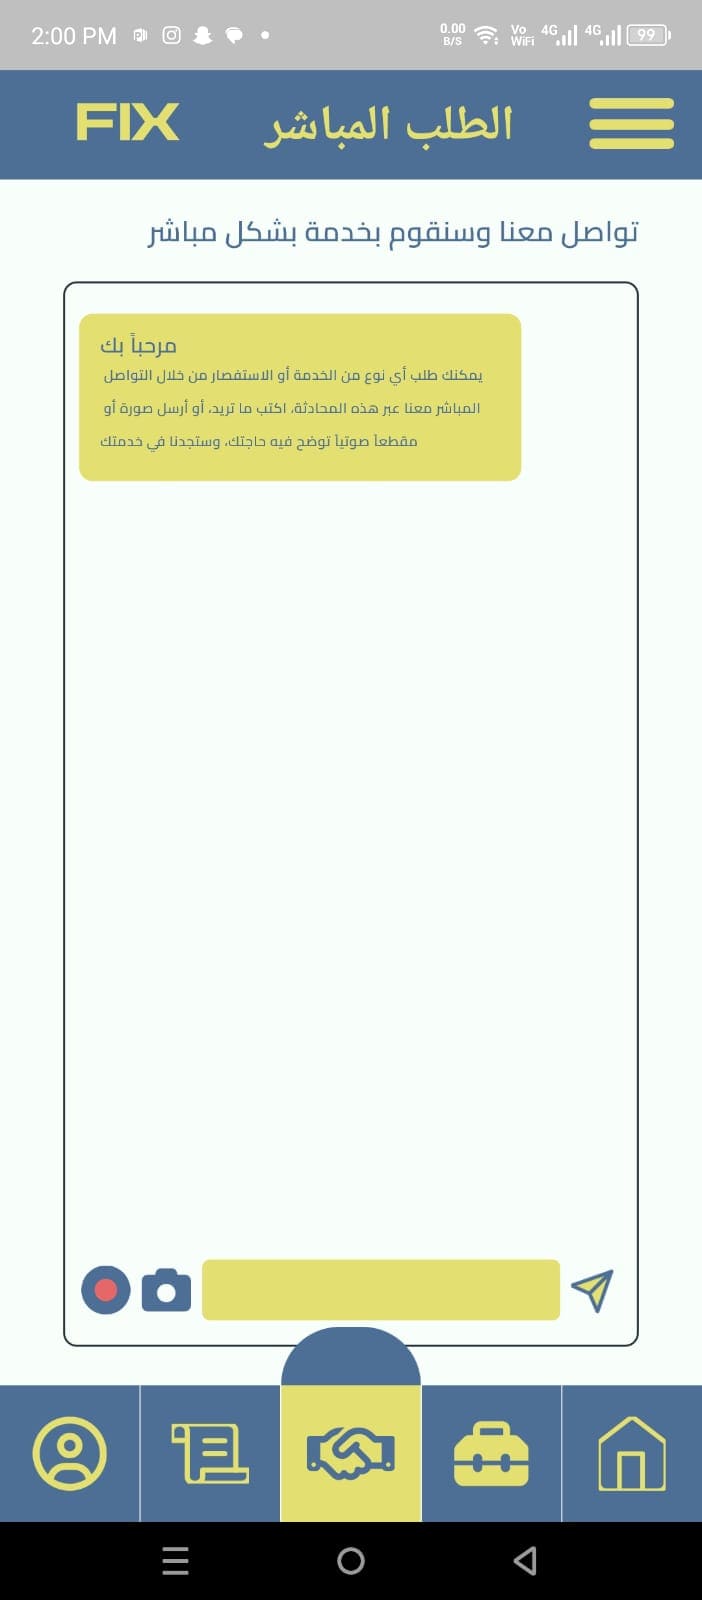 2:00 PM
0.00 B/S
Vo WiFi
4G
4G
99
الطلب المباشر
FIX
تواصل معنا وسنقوم بخدمة بشكل مباشر
مرحباً بك
يمكنك طلب أي نوع من الخدمة أو الاستفصار من خلال التواصل
المباشر معنا عبر هذه المحادثة، اكتب ما تريد، أو أرسل صورة أو
مقطعاً صوتياً توضح فيه حاجتك، وستجدنا في خدمتك